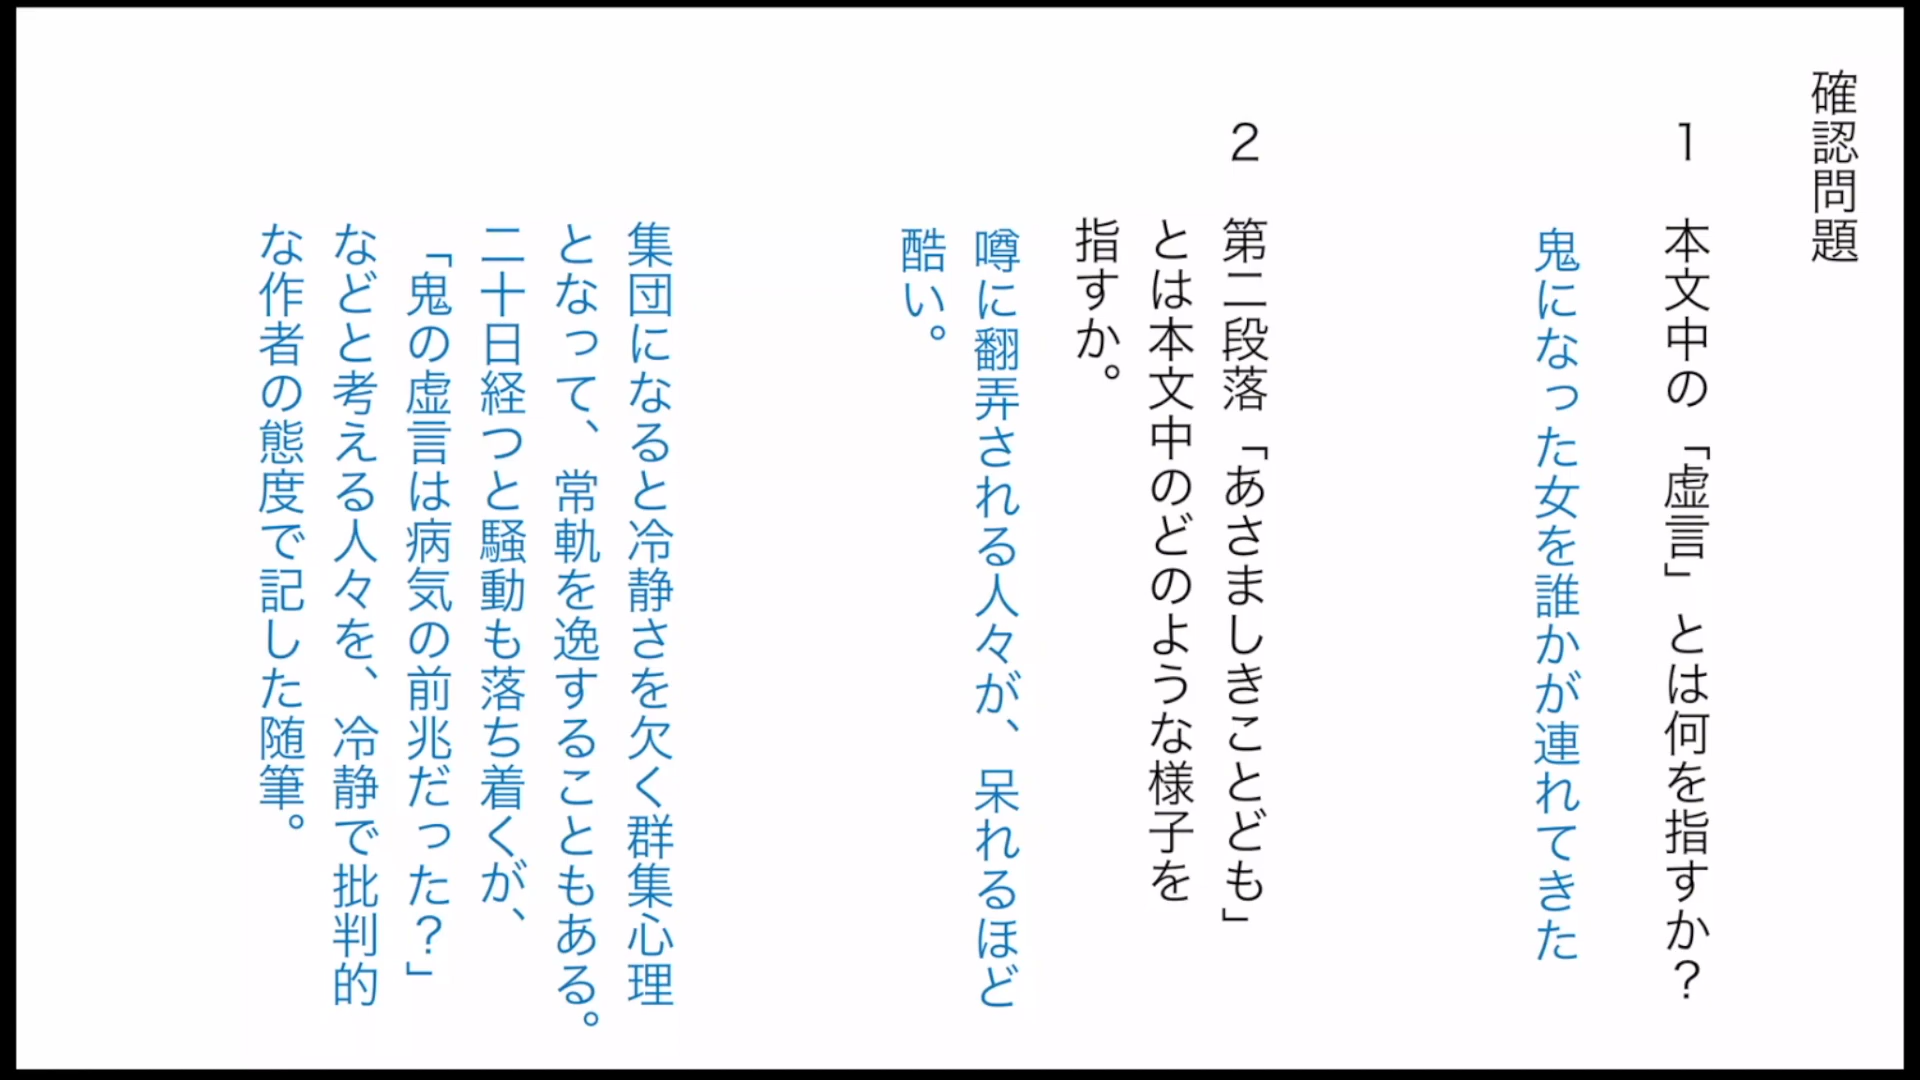 確認問題
1 本文中の「虚言」とは何を指すか？
鬼になった女を誰かが連れてきた
2 第二段落「あさましきことども」
とは本文中のどのような様子を
指すか。
噂に翻弄される人々が、呆れるほど
酷い。
集団になると冷静さを欠く群集心理
となって、常軌を逸することもある。
二十日経つと騒動も落ち着くが、
「鬼の虚言は病気の前兆だった？」
などと考える人々を、冷静で批判的
な作者の態度で記した随筆。